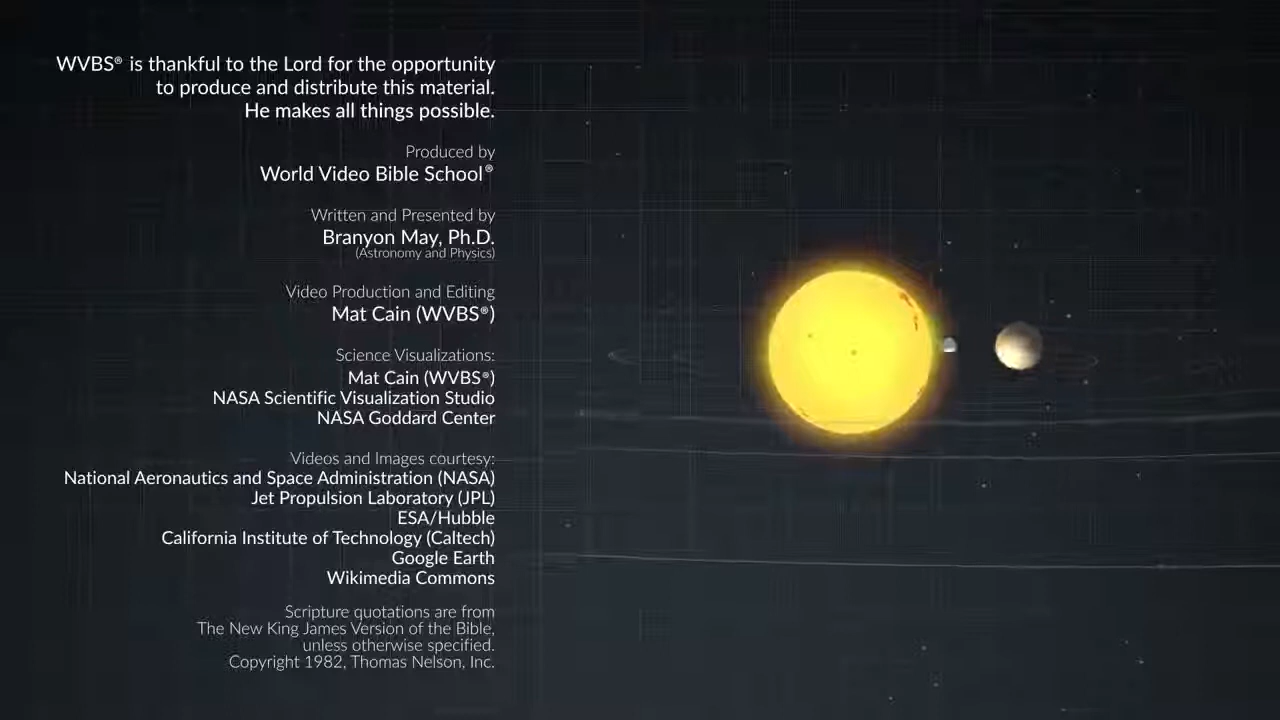 WVBS® is thankful to the Lord for the opportunity
to produce and distribute this material.
He makes all things possible.
Produced by
World Video Bible School®
Written and Presented by
Branyon May, Ph.D.
(Astronomy and Physics)
Video Production and Editing
Mat Cain (WVBS®)
Science Visualizations:
Mat Cain (WVBS®)
NASA Scientific Visualization Studio
NASA Goddard Center
Videos and Images courtesy:
National Aeronautics and Space Administration (NASA)
Jet Propulsion Laboratory (JPL)
ESA/Hubble
California Institute of Technology (Caltech)
Google Earth
Wikimedia Commons
Scripture quotations are from
The New King James Version of the Bible,
unless otherwise specified.
Copyright 1982, Thomas Nelson, Inc.